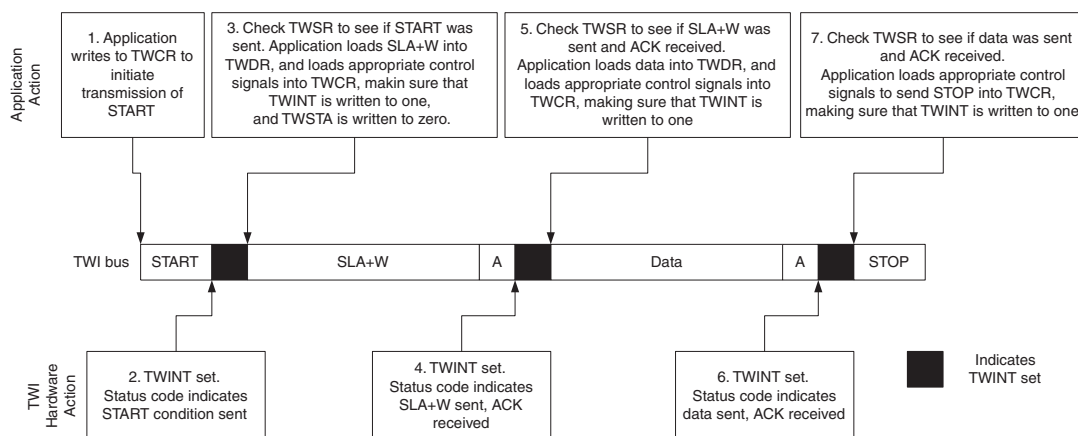 Application
Action
1. Application
writes to TWCR to
initiate
transmission of
START
3. Check TWSR to see if START was
sent. Application loads SLA+W into
TWDR, and loads appropriate control
signals into TWCR, makin sure that
TWINT is written to one,
and TWSTA is written to zero.
5. Check TWSR to see if SLA+W was
sent and ACK received.
Application loads data into TWDR, and
loads appropriate control signals into
TWCR, making sure that TWINT is
written to one
7. Check TWSR to see if data was sent
and ACK received.
Application loads appropriate control
signals to send STOP into TWCR,
making sure that TWINT is written to one
TWI bus
START
SLA+W
A
Data
A
STOP
TWI
Hardware
Action
2. TWINT set.
Status code indicates
START condition sent
4. TWINT set.
Status code indicates
SLA+W sent, ACK
received
6. TWINT set.
Status code indicates
data sent, ACK received
Indicates
TWINT set